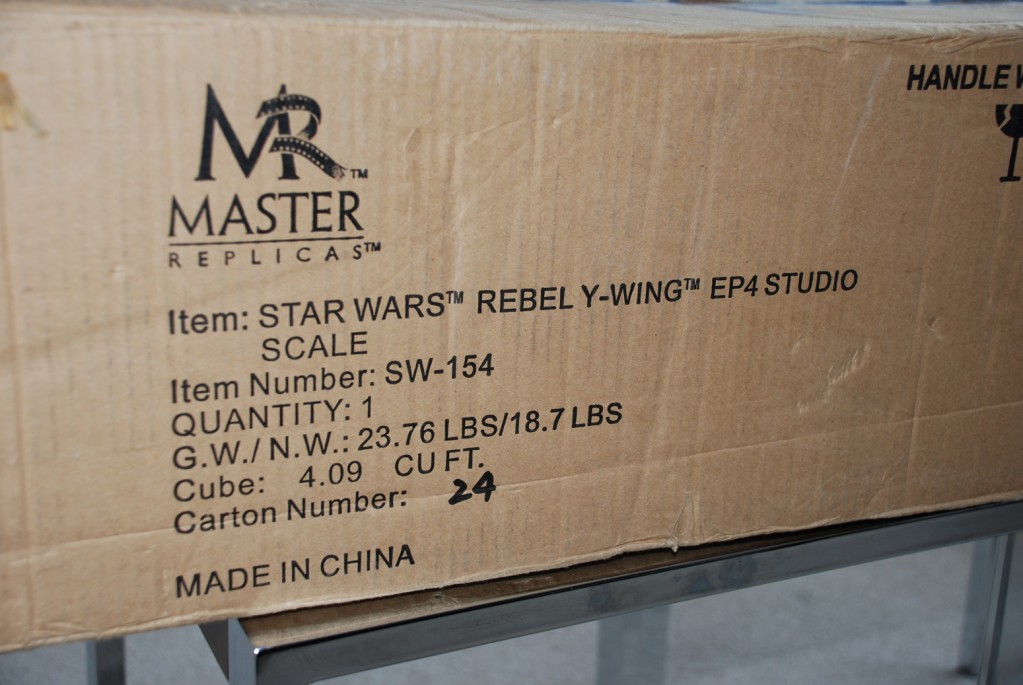 MR™
MASTER
REPLICAS™
HANDLE
Item: STAR WARS™ REBEL Y-WING™ EP4 STUDIO
SCALE
Item Number: SW-154
QUANTITY: 1
G.W./ N.W.: 23.76 LBS/18.7 LBS
Cube: 4.09 CU FT.
Carton Number: 24
MADE IN CHINA